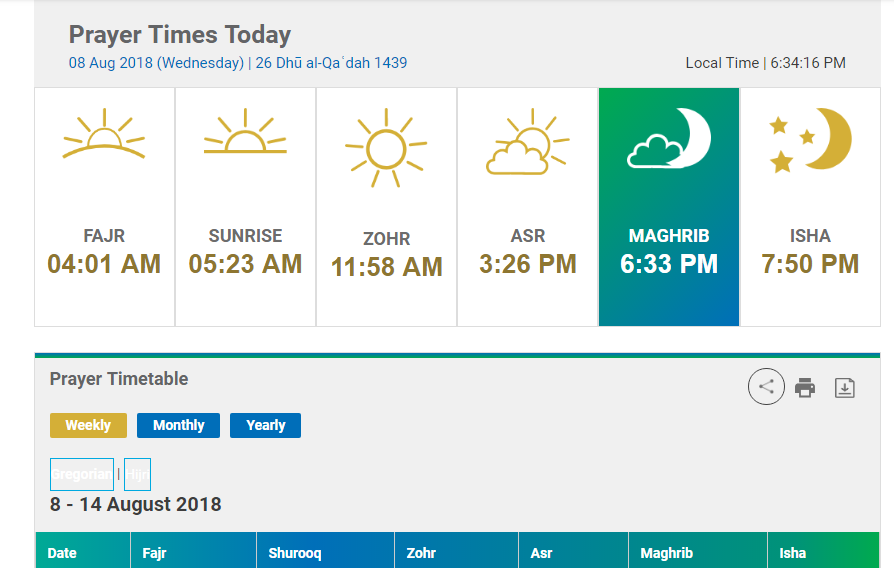 Prayer Times Today
08 Aug 2018 (Wednesday) | 26 Dhū al-Qaʿdah 1439
Local Time | 6:34:16 PM
FAJR
04:01 AM
SUNRISE
05:23 AM
ZOHR
11:58 AM
ASR
3:26 PM
MAGHRIB
6:33 PM
ISHA
7:50 PM
Prayer Timetable
Weekly Monthly Yearly
Gregorian | Hijri
8 - 14 August 2018
Date Fajr Shurooq Zohr Asr Maghrib Isha